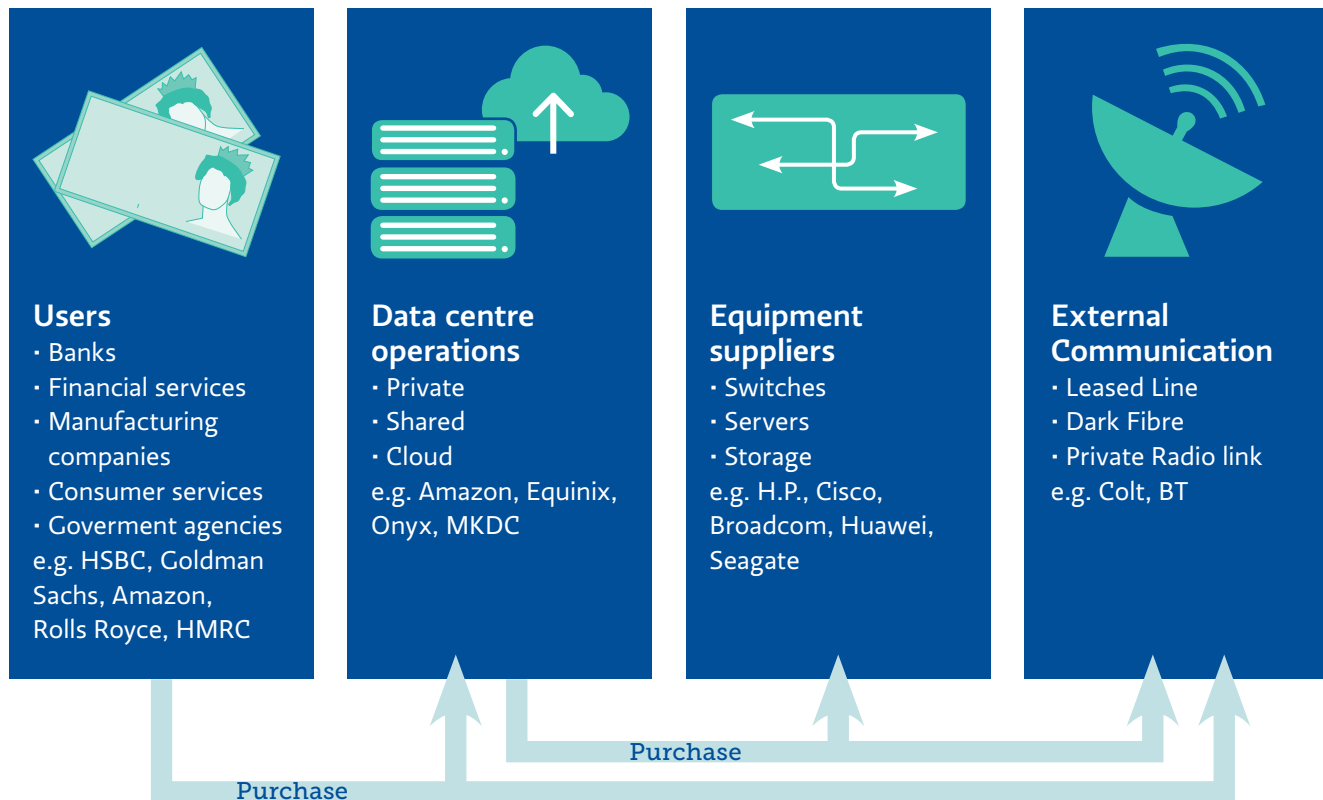 Users
· Banks
· Financial services
· Manufacturing
companies
· Consumer services
· Goverment agencies
e.g. HSBC, Goldman
Sachs, Amazon,
Rolls Royce, HMRC
Data centre
operations
· Private
· Shared
· Cloud
e.g. Amazon, Equinix,
Onyx, MKDC
Equipment
suppliers
· Switches
· Servers
· Storage
e.g. H.P., Cisco,
Broadcom, Huawei,
Seagate
External
Communication
· Leased Line
· Dark Fibre
· Private Radio link
e.g. Colt, BT
Purchase
Purchase